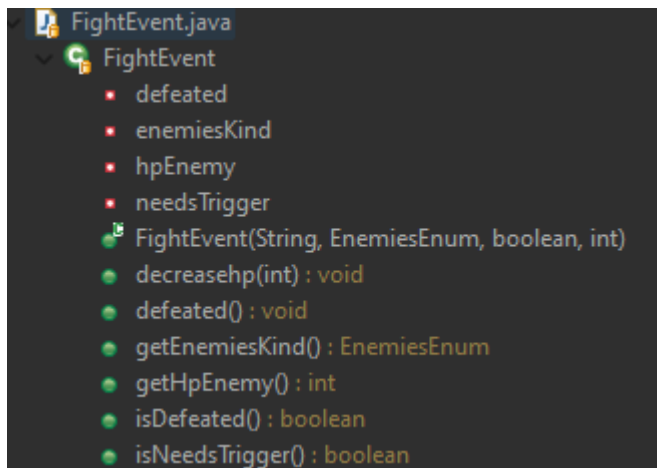 FightEvent.java
FightEvent
defeated
enemiesKind
hpEnemy
needsTrigger
FightEvent(String, EnemiesEnum, boolean, int)
decreasehp(int) : void
defeated() : void
getEnemiesKind() : EnemiesEnum
getHpEnemy() : int
isDefeated() : boolean
isNeedsTrigger() : boolean